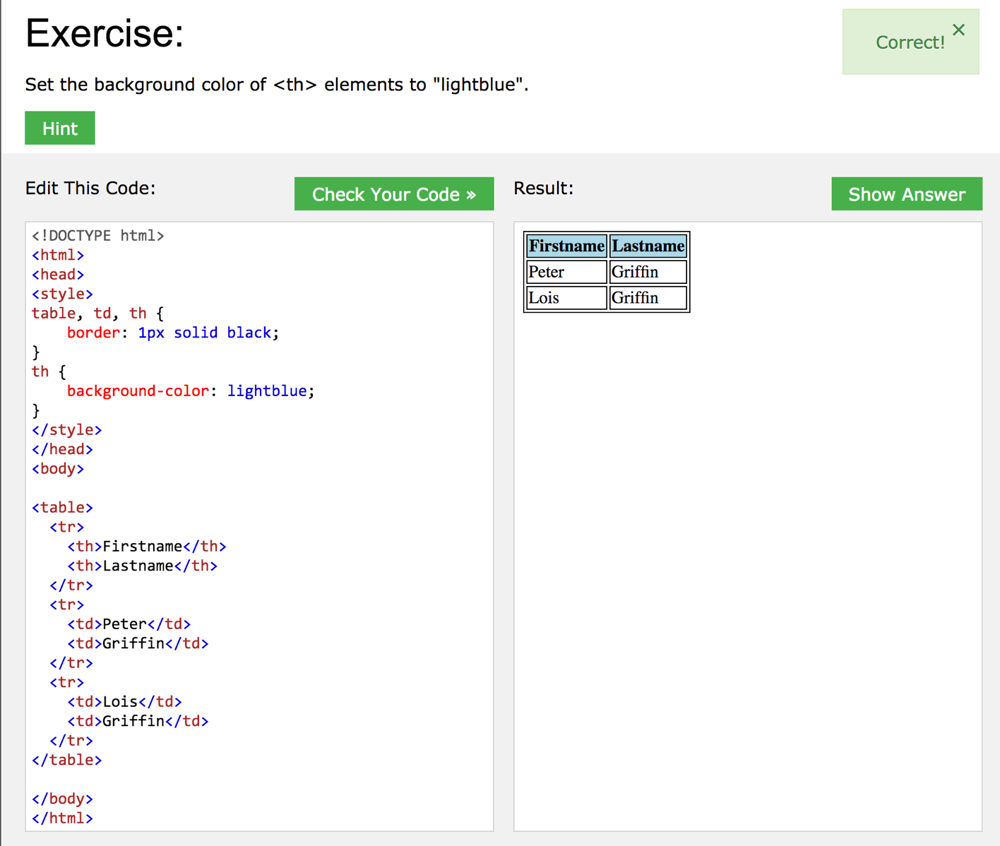 Exercise:
Correct! ×
Set the background color of <th> elements to "lightblue".
Hint
Edit This Code:
Check Your Code »
<!DOCTYPE html>
<html>
<head>
<style>
table, td, th {
    border: 1px solid black;
}
th {
    background-color: lightblue;
}
</style>
</head>
<body>

<table>
  <tr>
    <th>Firstname</th>
    <th>Lastname</th>
  </tr>
  <tr>
    <td>Peter</td>
    <td>Griffin</td>
  </tr>
  <tr>
    <td>Lois</td>
    <td>Griffin</td>
  </tr>
</table>

</body>
</html>
Result:
Show Answer
Firstname Lastname
Peter Griffin
Lois Griffin